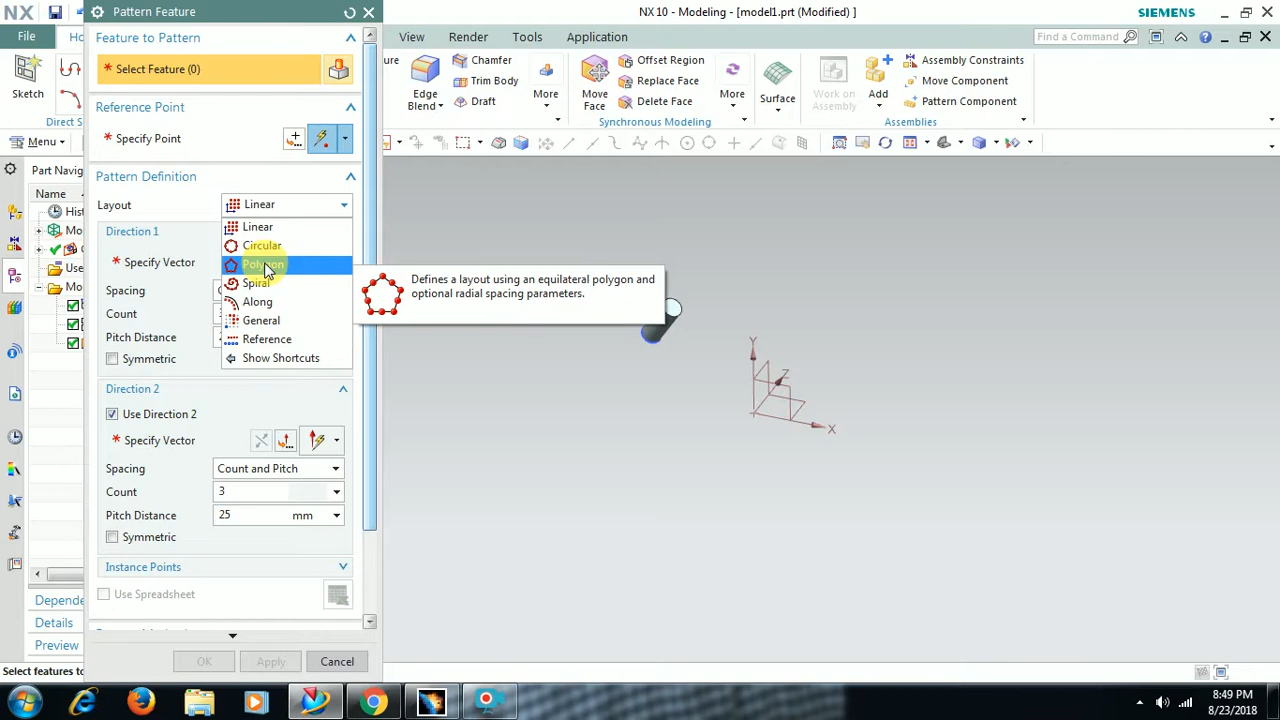 NX
Pattern Feature
NX 10 - Modeling - [model1.prt (Modified) ]
SIEMENS
File
View
Render
Tools
Application
Find a Command
Feature to Pattern
Select Feature (0)
Reference Point
Specify Point
Pattern Definition
Layout
Linear
Linear
Circular
Polygon
Spiral
Along
General
Reference
Show Shortcuts
Defines a layout using an equilateral polygon and
optional radial spacing parameters.
Direction 1
Specify Vector
Spacing
Count
Pitch Distance
Symmetric
Direction 2
Use Direction 2
Specify Vector
Spacing
Count and Pitch
Count
3
Pitch Distance
25 mm
Symmetric
Instance Points
Use Spreadsheet
OK
Apply
Cancel
Sketch
Direct S
Menu
Part Navig
Name
Hist
Mo
Use
Mo
Depende
Details
Preview
Select features to
Edge
Blend
Chamfer
Trim Body
Draft
More
Move
Face
Offset Region
Replace Face
Delete Face
More
Synchronous Modeling
Surface
Work on
Assembly
Add
Assembly Constraints
Move Component
Pattern Component
Assemblies
Y
Z
X
8:49 PM
8/23/2018